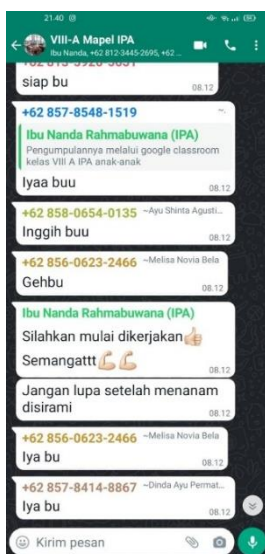 21.40
VIII-A Mapel IPA
Ibu Nanda, +62 812-3445-2695, +62 ...
siap bu
08.12
+62 857-8548-1519
Ibu Nanda Rahmabuwana (IPA)
Pengumpulannya melalui google classroom
kelas VIII A IPA anak-anak
Iyaa buu
08.12
+62 858-0654-0135 ~Ayu Shinta Agusti...
Inggih buu
08.12
+62 856-0623-2466 ~Melisa Novia Bela
Gehbu
08.12
Ibu Nanda Rahmabuwana (IPA)
Silahkan mulai dikerjakan👍🏻
Semangattt💪🏻💪🏻
08.12
Jangan lupa setelah menanam
disirami
08.12
+62 856-0623-2466 ~Melisa Novia Bela
Iya bu
08.12
+62 857-8414-8867 ~Dinda Ayu Permat...
Iya bu
08.12
Kirim pesan